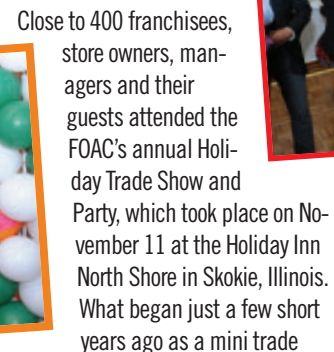 Close to 400 franchisees,
store owners, man-
agers and their
guests attended the
FOAC's annual Holi-
day Trade Show and
Party, which took place on No-
vember 11 at the Holiday Inn
North Shore in Skokie, Illinois.
What began just a few short
years ago as a mini trade